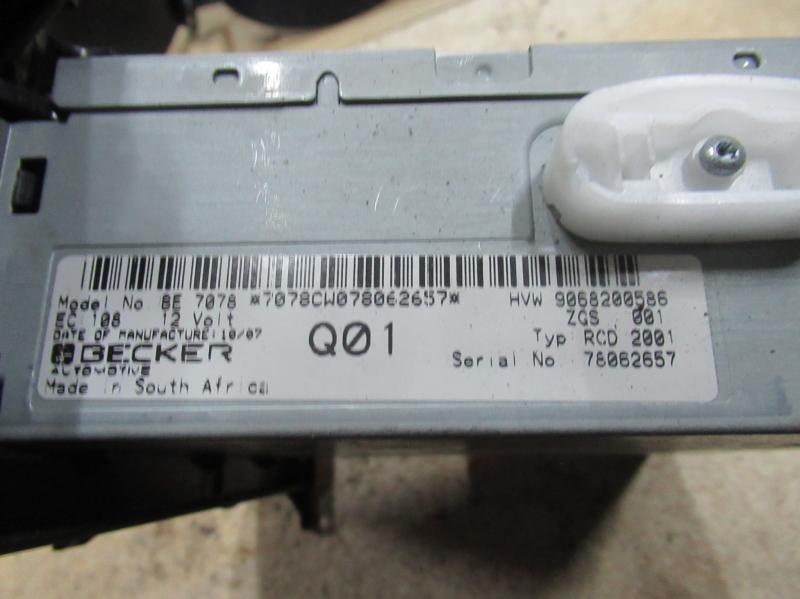 Model No BE 7078 *7078CW078062657* HVW 9068200586
EC 108 12 Volt ZGS 001
DATE OF MANUFACTURE:10/07 Typ RCD 2001
BECKER Q01 Serial No. 78062657
AUTOMOTIVE
Made in South Africa